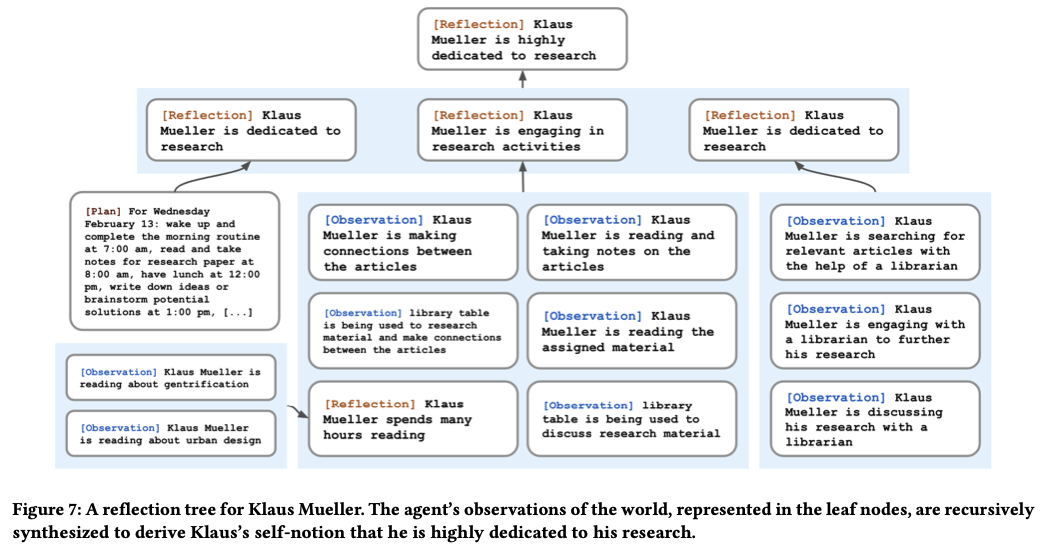 [Reflection] Klaus
Mueller is highly
dedicated to research
[Reflection] Klaus
Mueller is dedicated to
research
[Reflection] Klaus
Mueller is engaging in
research activities
[Reflection] Klaus
Mueller is dedicated to
research
[Plan] For Wednesday
February 13: wake up and
complete the morning routine
at 7:00 am, read and take
notes for research paper at
8:00 am, have lunch at 12:00
pm, write down ideas or
brainstorm potential
solutions at 1:00 pm, [...]
[Observation] Klaus Mueller is
reading about gentrification
[Observation] Klaus Mueller
is reading about urban design
[Observation] Klaus
Mueller is making
connections between
the articles
[Observation] Klaus
Mueller is reading and
taking notes on the
articles
[Observation] library table
is being used to research
material and make connections
between the articles
[Observation] Klaus
Mueller is reading the
assigned material
[Reflection] Klaus
Mueller spends many
hours reading
[Observation] library
table is being used to
discuss research material
[Observation] Klaus
Mueller is searching for
relevant articles with
the help of a librarian
[Observation] Klaus
Mueller is engaging with
a librarian to further
his research
[Observation] Klaus
Mueller is discussing
his research with a
librarian
Figure 7: A reflection tree for Klaus Mueller. The agent's observations of the world, represented in the leaf nodes, are recursively
synthesized to derive Klaus's self-notion that he is highly dedicated to his research.